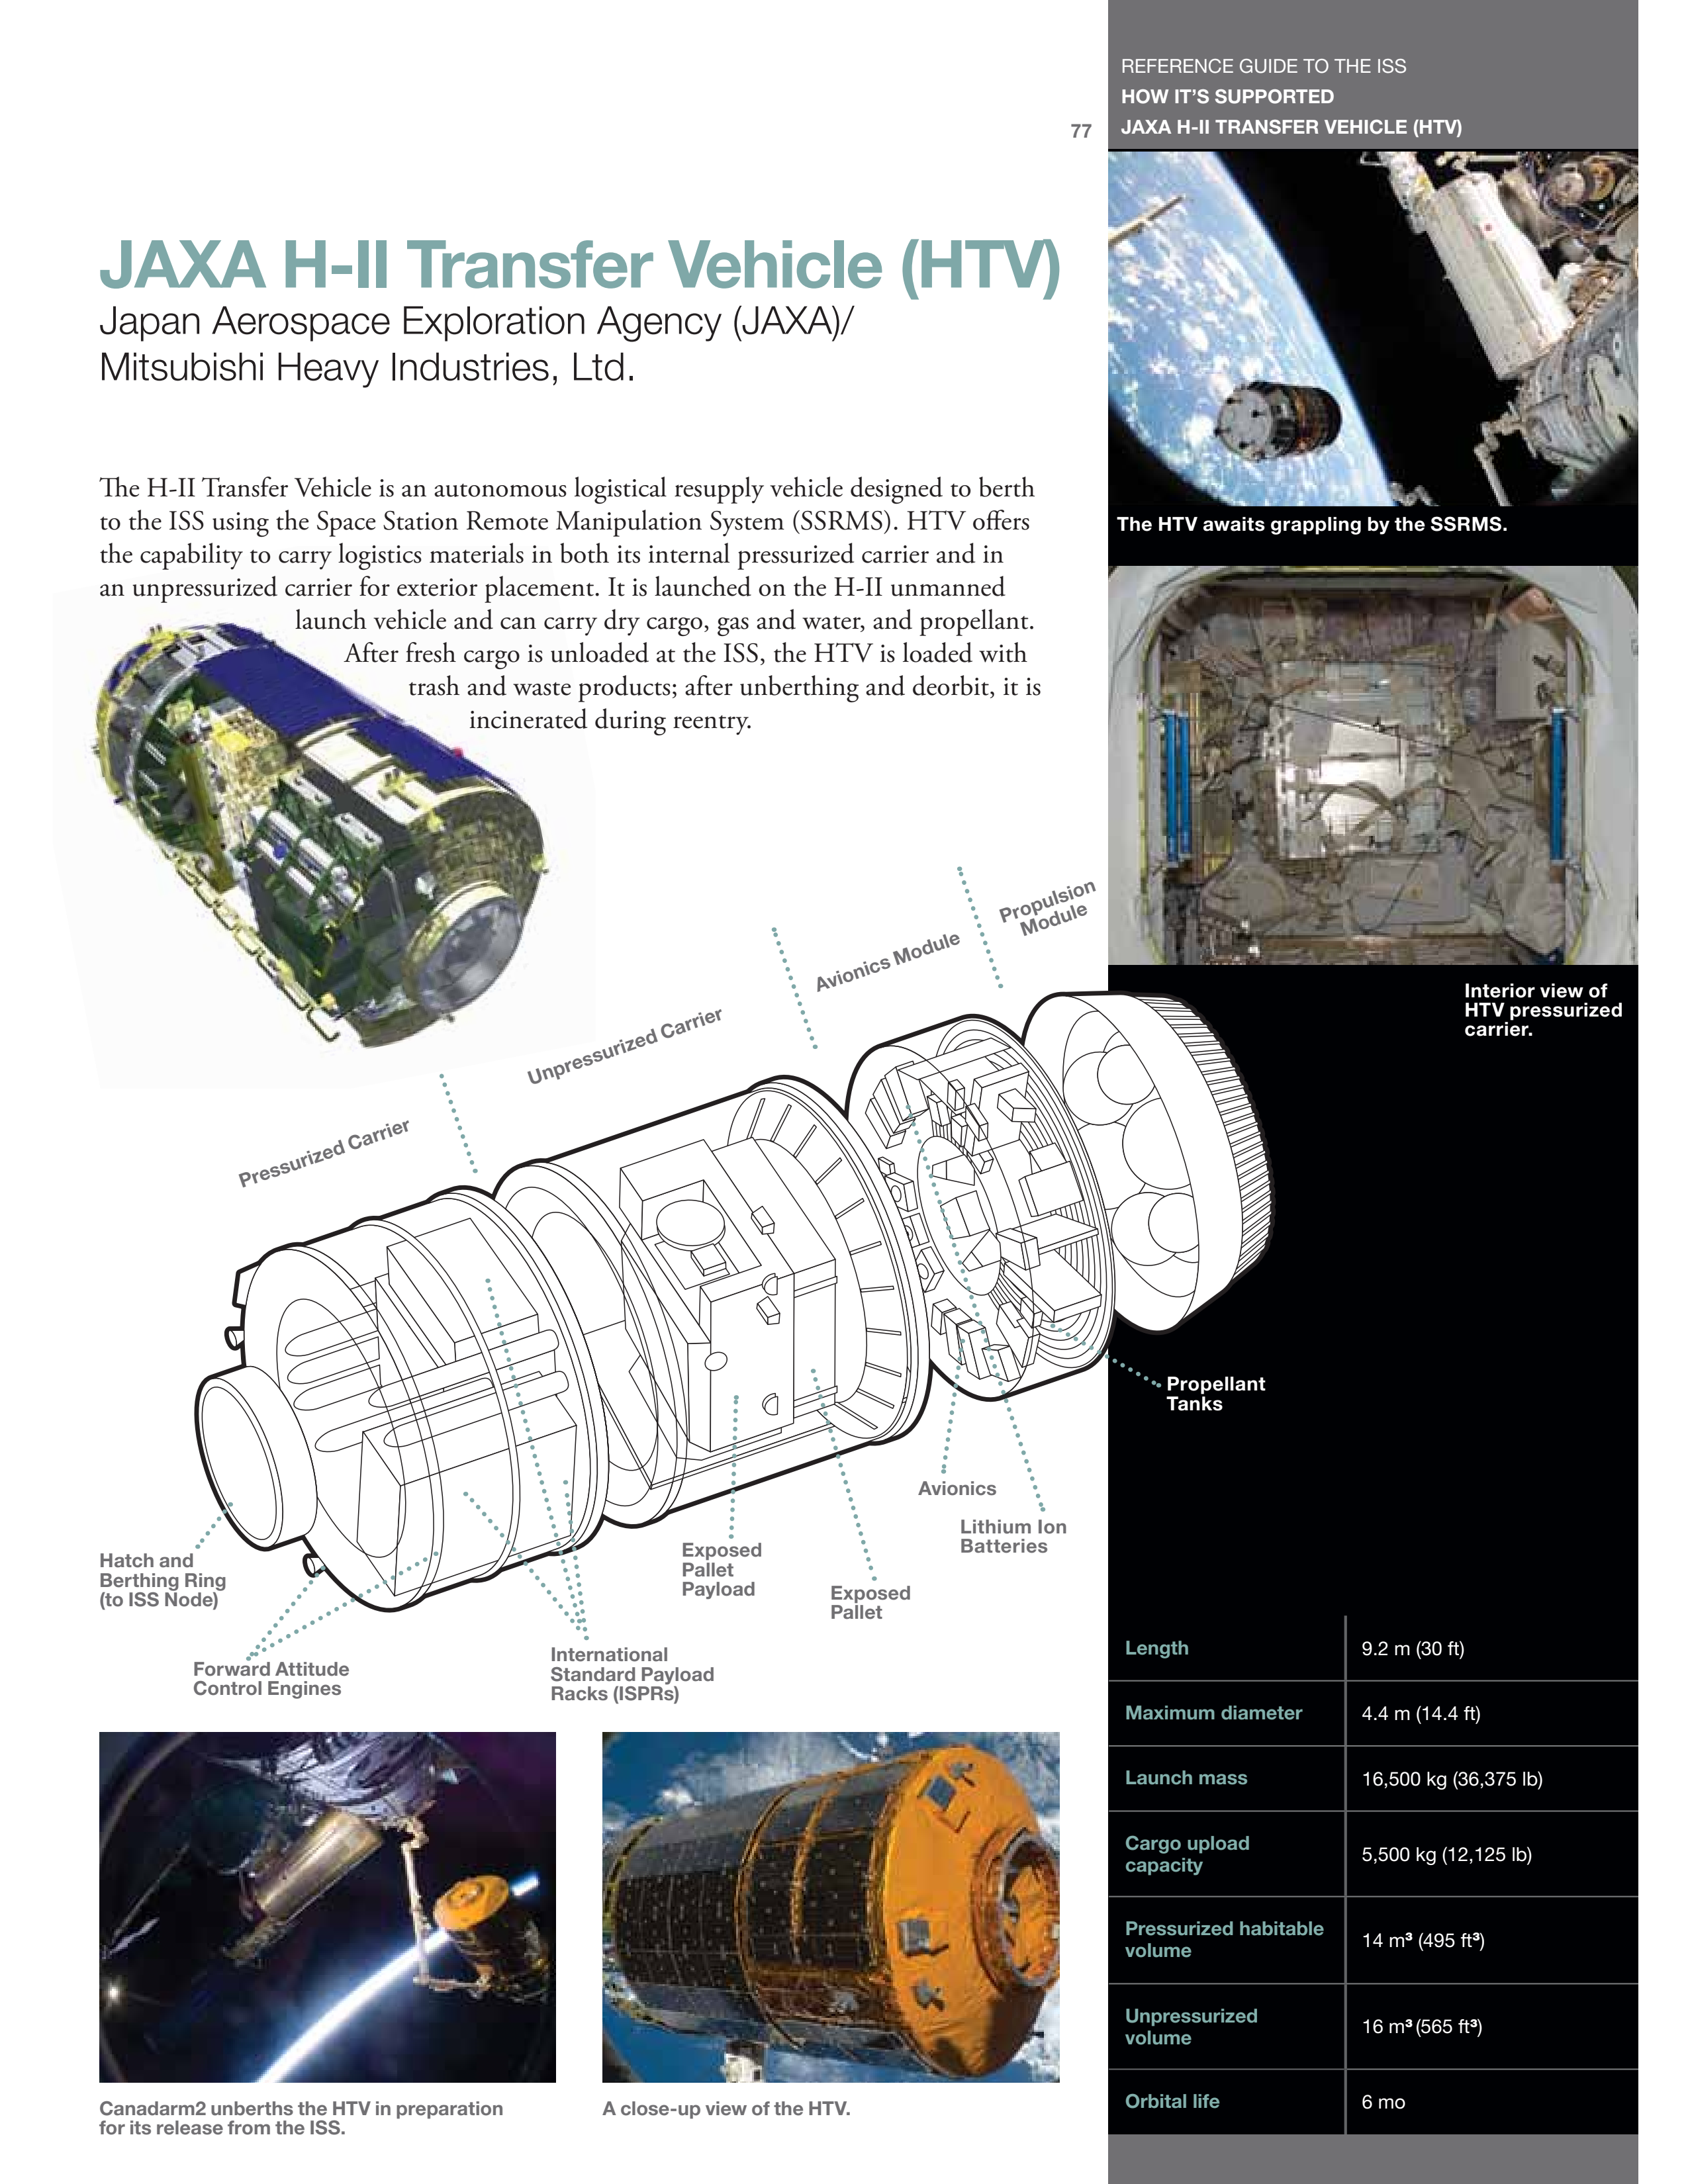 REFERENCE GUIDE TO THE ISS
HOW IT’S SUPPORTED
JAXA H-II TRANSFER VEHICLE (HTV)
77
JAXA H-II Transfer Vehicle (HTV)
Japan Aerospace Exploration Agency (JAXA)/
Mitsubishi Heavy Industries, Ltd.
The H-II Transfer Vehicle is an autonomous logistical resupply vehicle designed to berth
to the ISS using the Space Station Remote Manipulation System (SSRMS). HTV offers
the capability to carry logistics materials in both its internal pressurized carrier and in
an unpressurized carrier for exterior placement. It is launched on the H-II unmanned
launch vehicle and can carry dry cargo, gas and water, and propellant.
After fresh cargo is unloaded at the ISS, the HTV is loaded with
trash and waste products; after unberthing and deorbit, it is
incinerated during reentry.
The HTV awaits grappling by the SSRMS.
Interior view of
HTV pressurized
carrier.
Pressurized Carrier
Unpressurized Carrier
Avionics Module
Propulsion
Module
Propellant
Tanks
Avionics
Lithium Ion
Batteries
Exposed
Pallet
Payload
Exposed
Pallet
Hatch and
Berthing Ring
(to ISS Node)
Forward Attitude
Control Engines
International
Standard Payload
Racks (ISPRs)
Canadarm2 unberths the HTV in preparation
for its release from the ISS.
A close-up view of the HTV.
Length 9.2 m (30 ft)
Maximum diameter 4.4 m (14.4 ft)
Launch mass 16,500 kg (36,375 lb)
Cargo upload
capacity 5,500 kg (12,125 lb)
Pressurized habitable
volume 14 m³ (495 ft³)
Unpressurized
volume 16 m³ (565 ft³)
Orbital life 6 mo